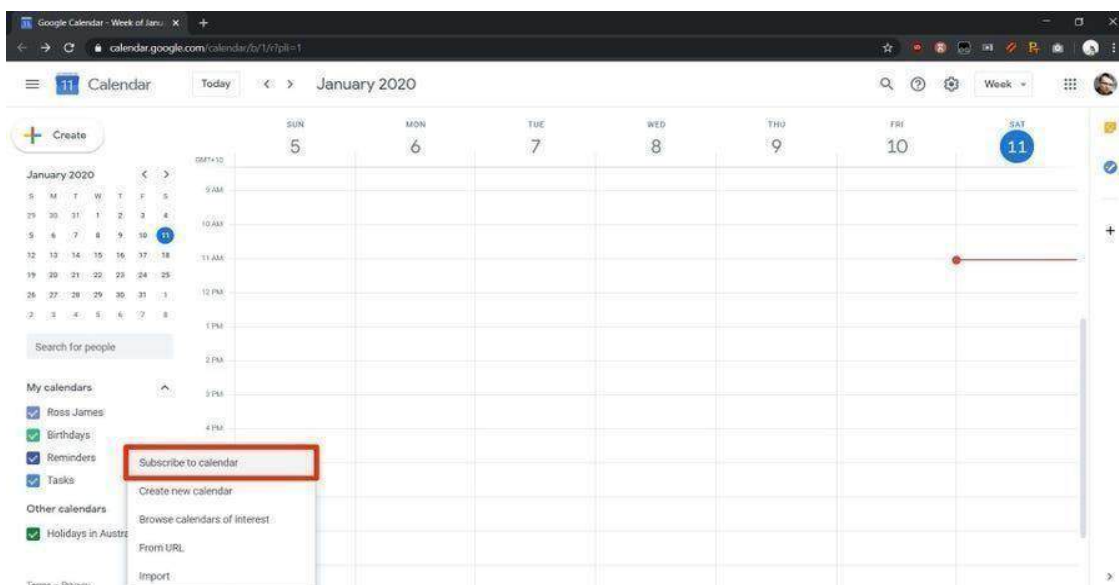 Google Calendar - Week of Janu
calendar.google.com/calendar/b/1/r?pli=1
11 Calendar Today January 2020 Week
Create
SUN MON TUE WED THU FRI SAT
5 6 7 8 9 10 11
GMT+10
January 2020
S M T W T F S
29 30 31 1 2 3 4
5 6 7 8 9 10 11
12 13 14 15 16 17 18
19 20 21 22 23 24 25
26 27 28 29 30 31 1
2 3 4 5 6 7 8
9 AM
10 AM
11 AM
12 PM
1 PM
2 PM
3 PM
4 PM
Search for people
My calendars
Ross James
Birthdays
Reminders
Tasks
Other calendars
Holidays in Austra
Subscribe to calendar
Create new calendar
Browse calendars of interest
From URL
Import